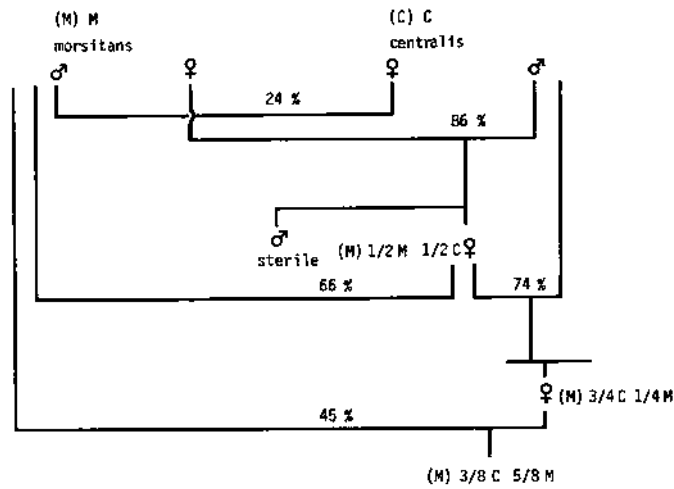 (M) M (C) C
morsitans centralis
♂ ♀ ♀ ♂
24 %
86 %
♂ (M) 1/2 M 1/2 C ♀
sterile
66 % 74 %
♀ (M) 3/4 C 1/4 M
45 %
(M) 3/8 C 5/8 M